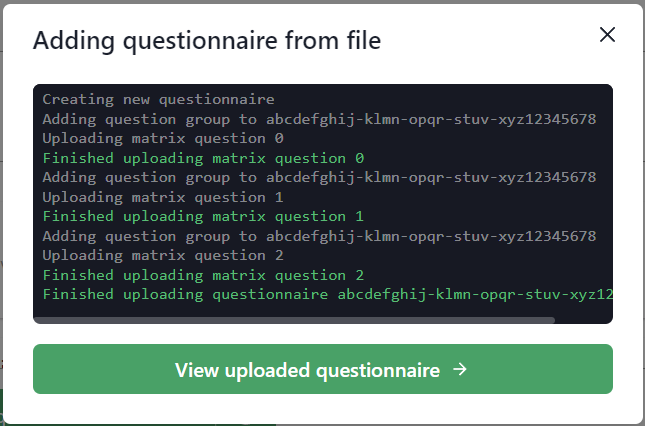 Adding questionnaire from file
Creating new questionnaire
Adding question group to abcdefghij-klmn-opqr-stuv-xyz12345678
Uploading matrix question 0
Finished uploading matrix question 0
Adding question group to abcdefghij-klmn-opqr-stuv-xyz12345678
Uploading matrix question 1
Finished uploading matrix question 1
Adding question group to abcdefghij-klmn-opqr-stuv-xyz12345678
Uploading matrix question 2
Finished uploading matrix question 2
Finished uploading questionnaire abcdefghij-klmn-opqr-stuv-xyz12
View uploaded questionnaire →